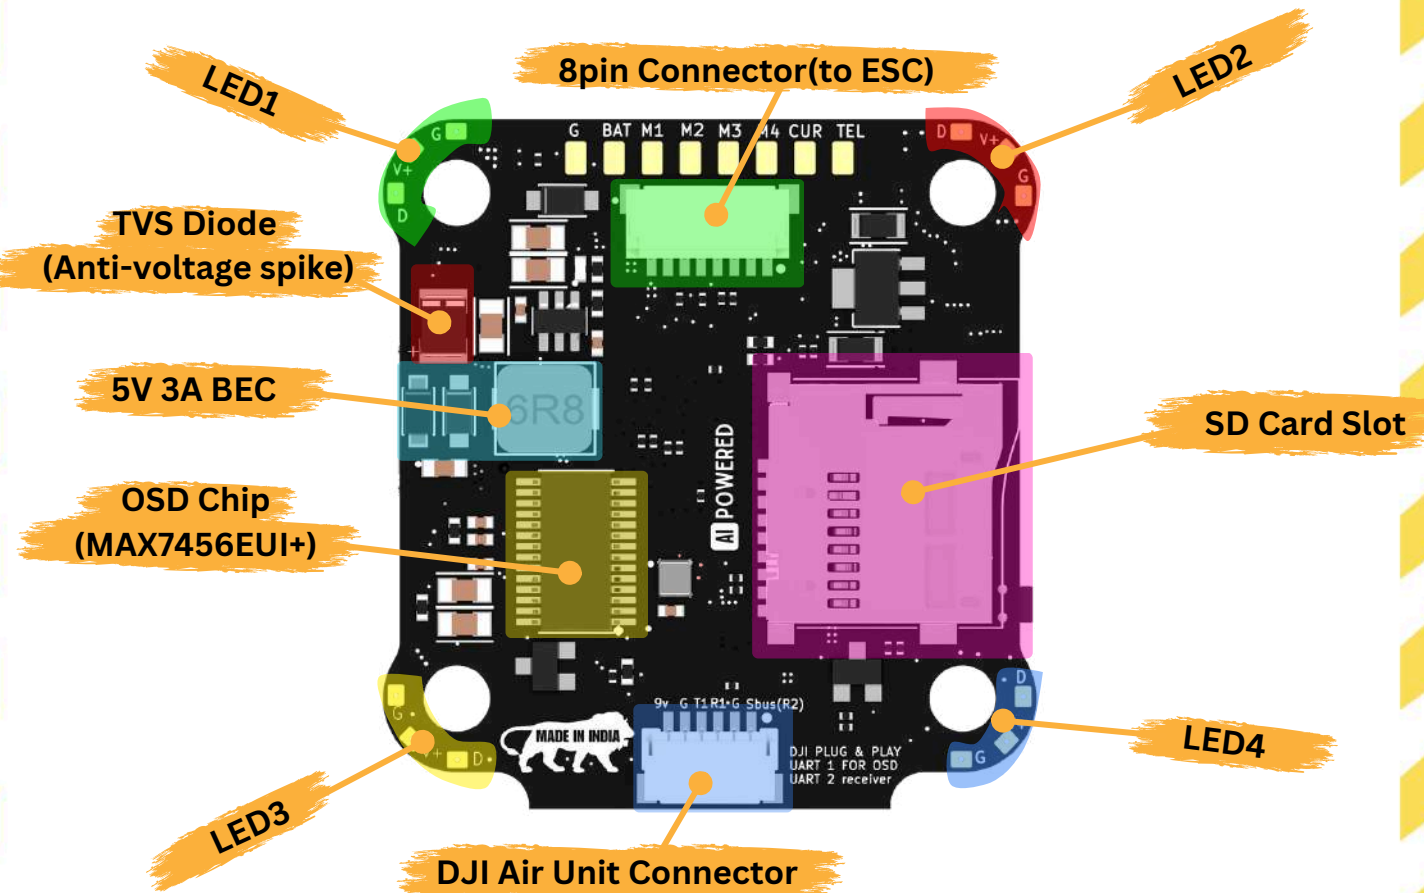 LED1
8pin Connector(to ESC)
LED2
G BAT M1 M2 M3 M4 CUR TEL
G
V+
D
D
V+
G
TVS Diode
(Anti-voltage spike)
5V 3A BEC
6R8
SD Card Slot
OSD Chip
(MAX7456EUI+)
AI POWERED
9v G T1 R1 G Sbus(R2)
MADE IN INDIA
DJI PLUG & PLAY
UART 1 FOR OSD
UART 2 receiver
G
+
D
D
G
LED3
LED4
DJI Air Unit Connector